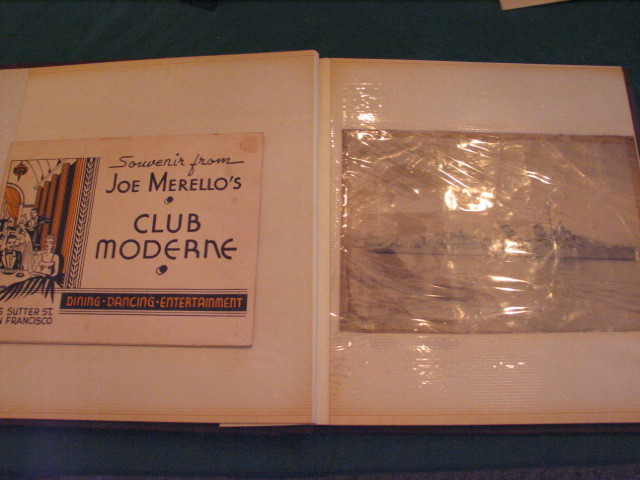 Souvenir from
JOE MERELLO'S
CLUB
MODERNE
DINING·DANCING·ENTERTAINMENT
SUTTER ST.
FRANCISCO